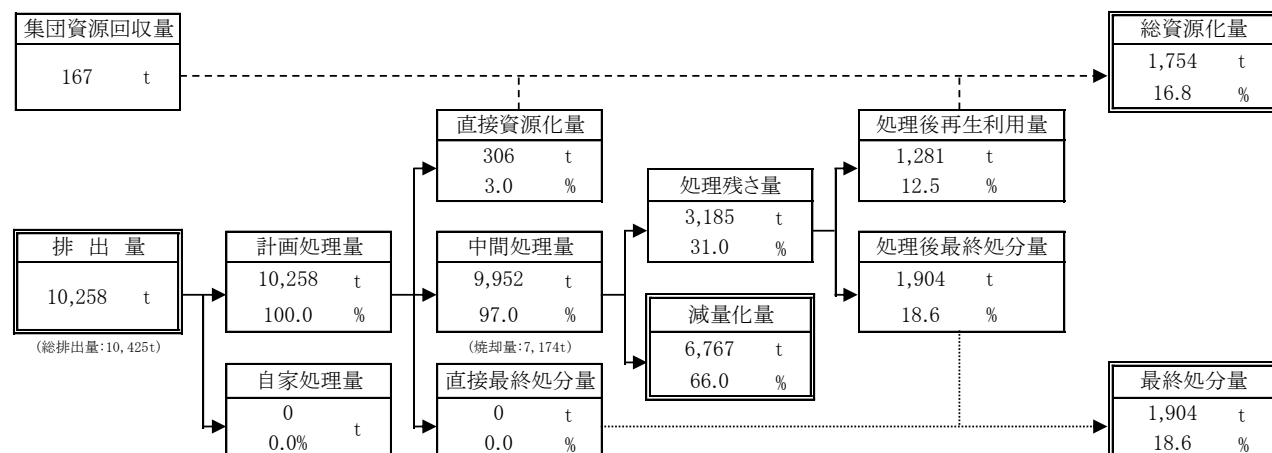 集団資源回収量
167 t
総資源化量
1,754 t
16.8 %
直接資源化量
306 t
3.0 %
処理後再生利用量
1,281 t
12.5 %
処理残さ量
3,185 t
31.0 %
排 出 量
10,258 t
(総排出量:10,425t)
計画処理量
10,258 t
100.0 %
中間処理量
9,952 t
97.0 %
(焼却量:7,174t)
処理後最終処分量
1,904 t
18.6 %
減量化量
6,767 t
66.0 %
自家処理量
0 t
0.0%
直接最終処分量
0 t
0.0 %
最終処分量
1,904 t
18.6 %